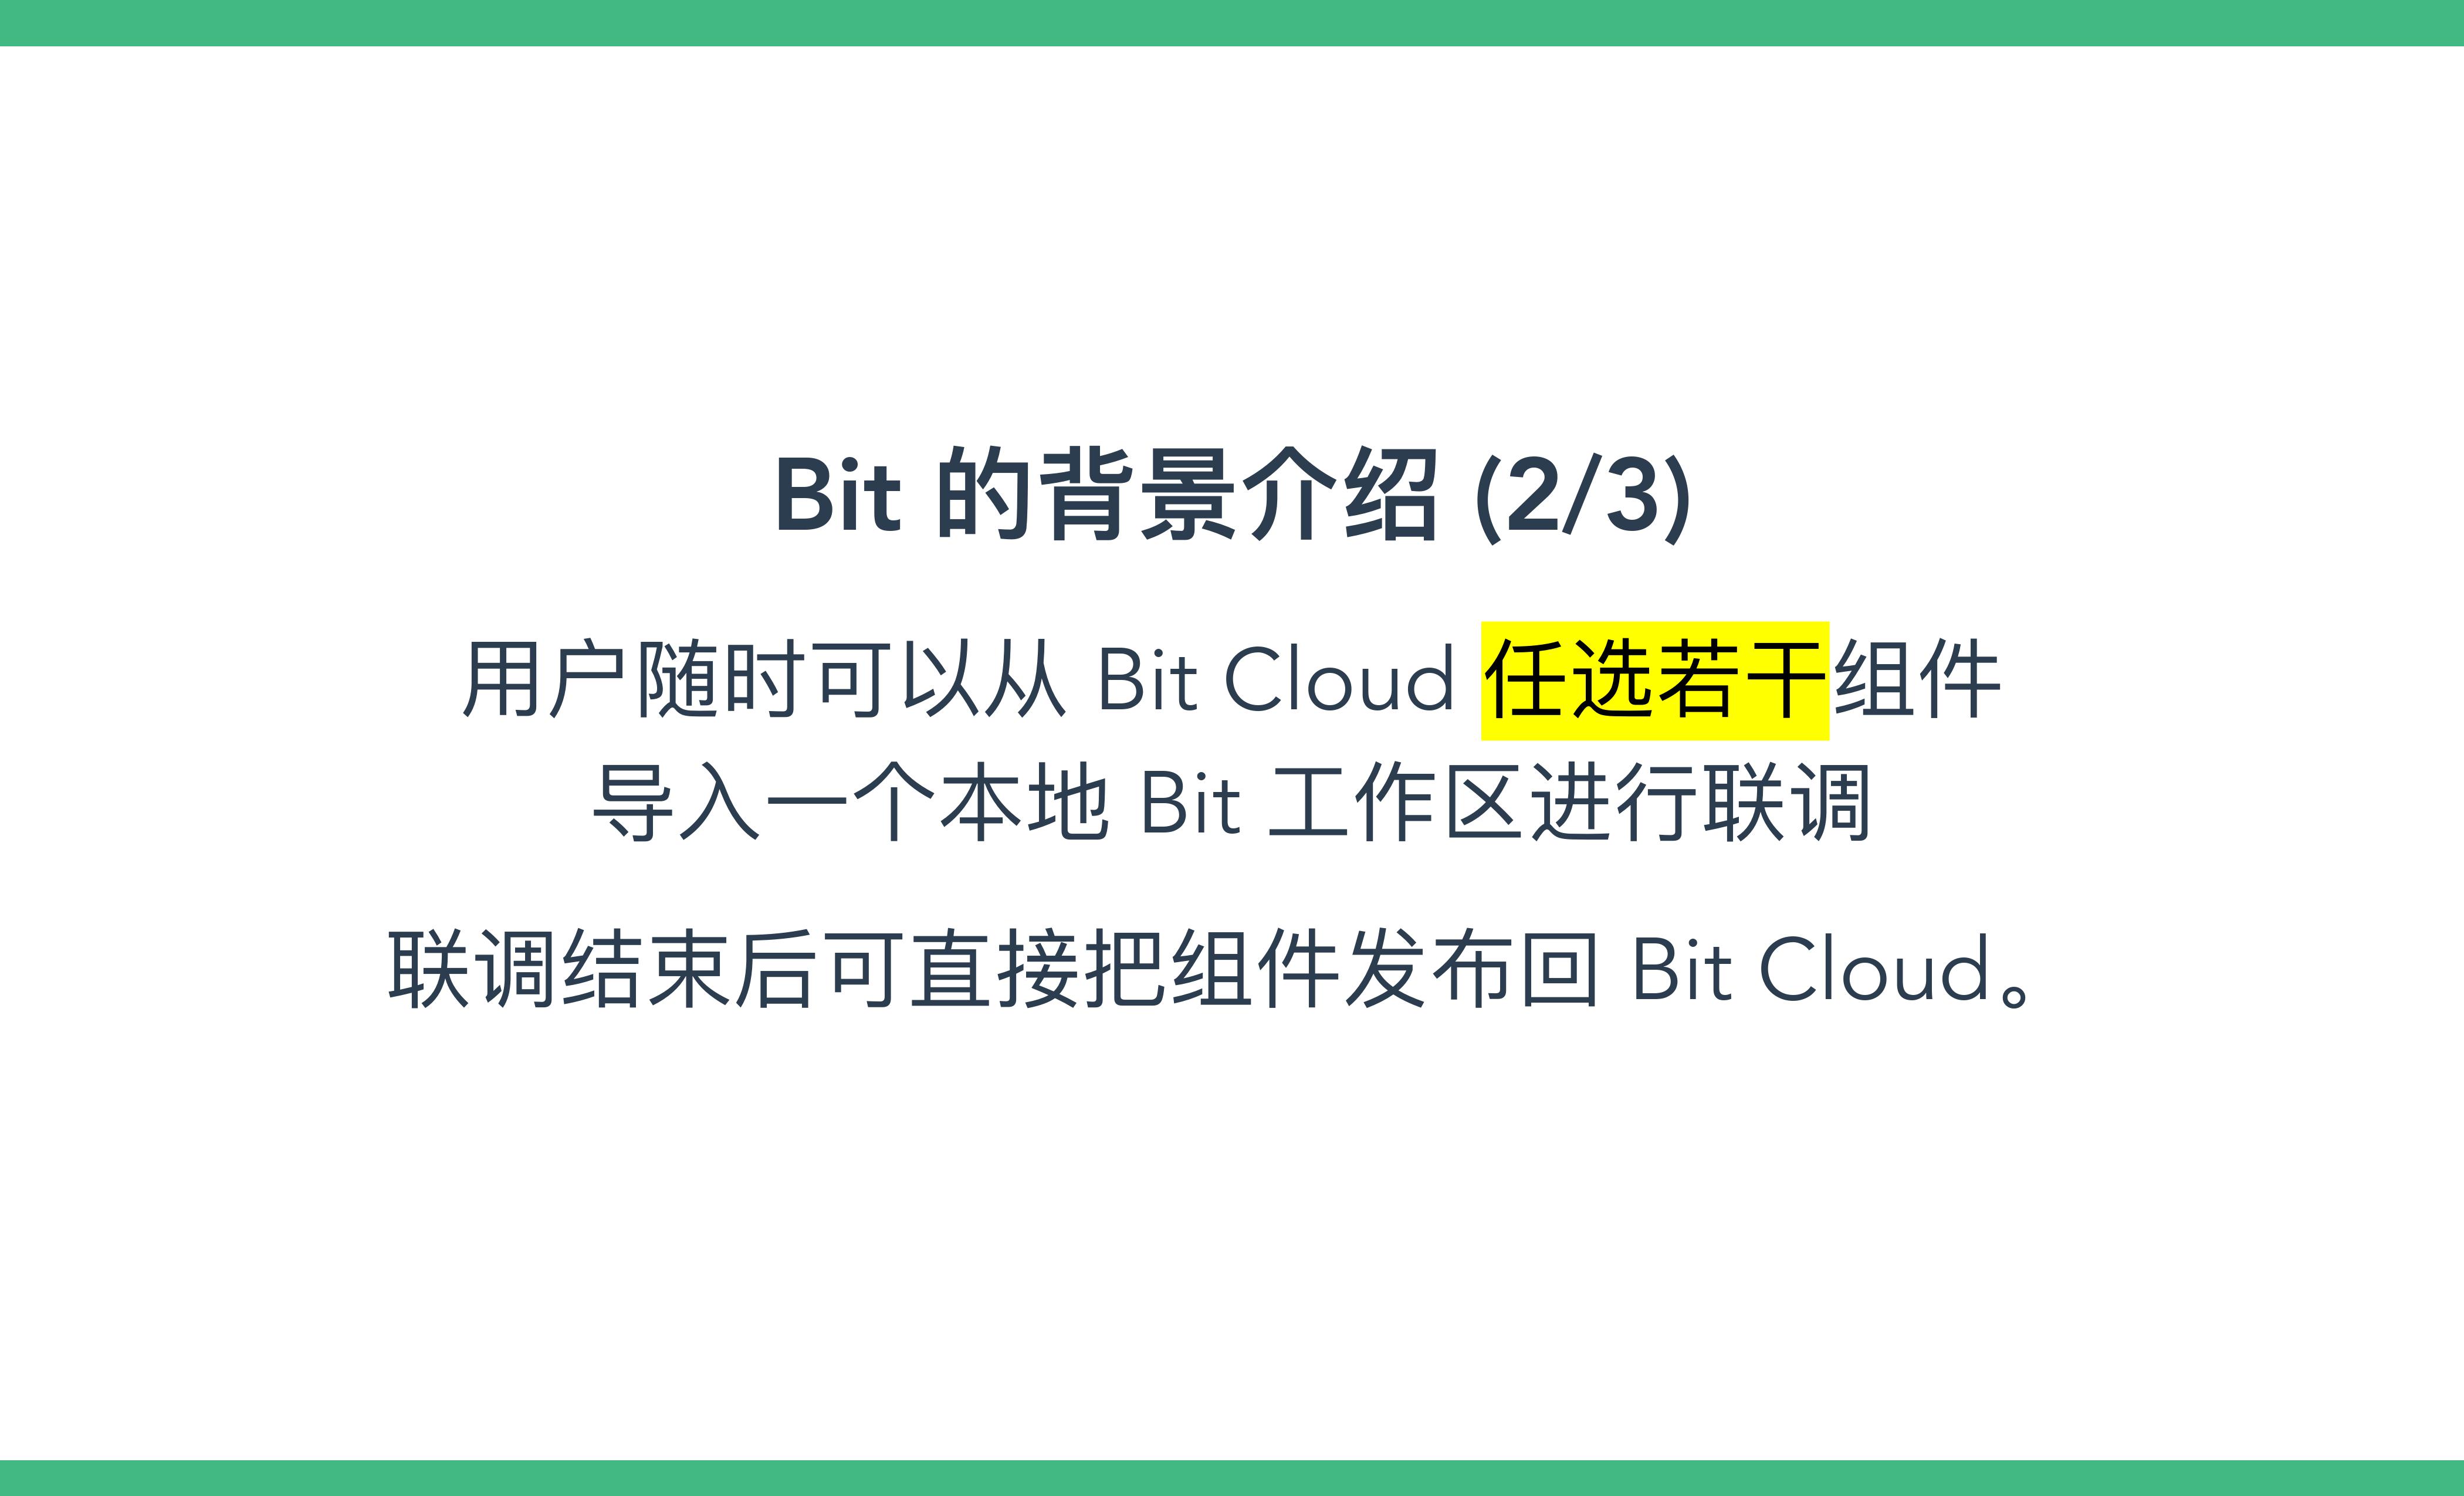 Bit 的背景介绍 (2/3)
用户随时可以从 Bit Cloud 任选若干组件
导入一个本地 Bit 工作区进行联调
联调结束后可直接把组件发布回 Bit Cloud。